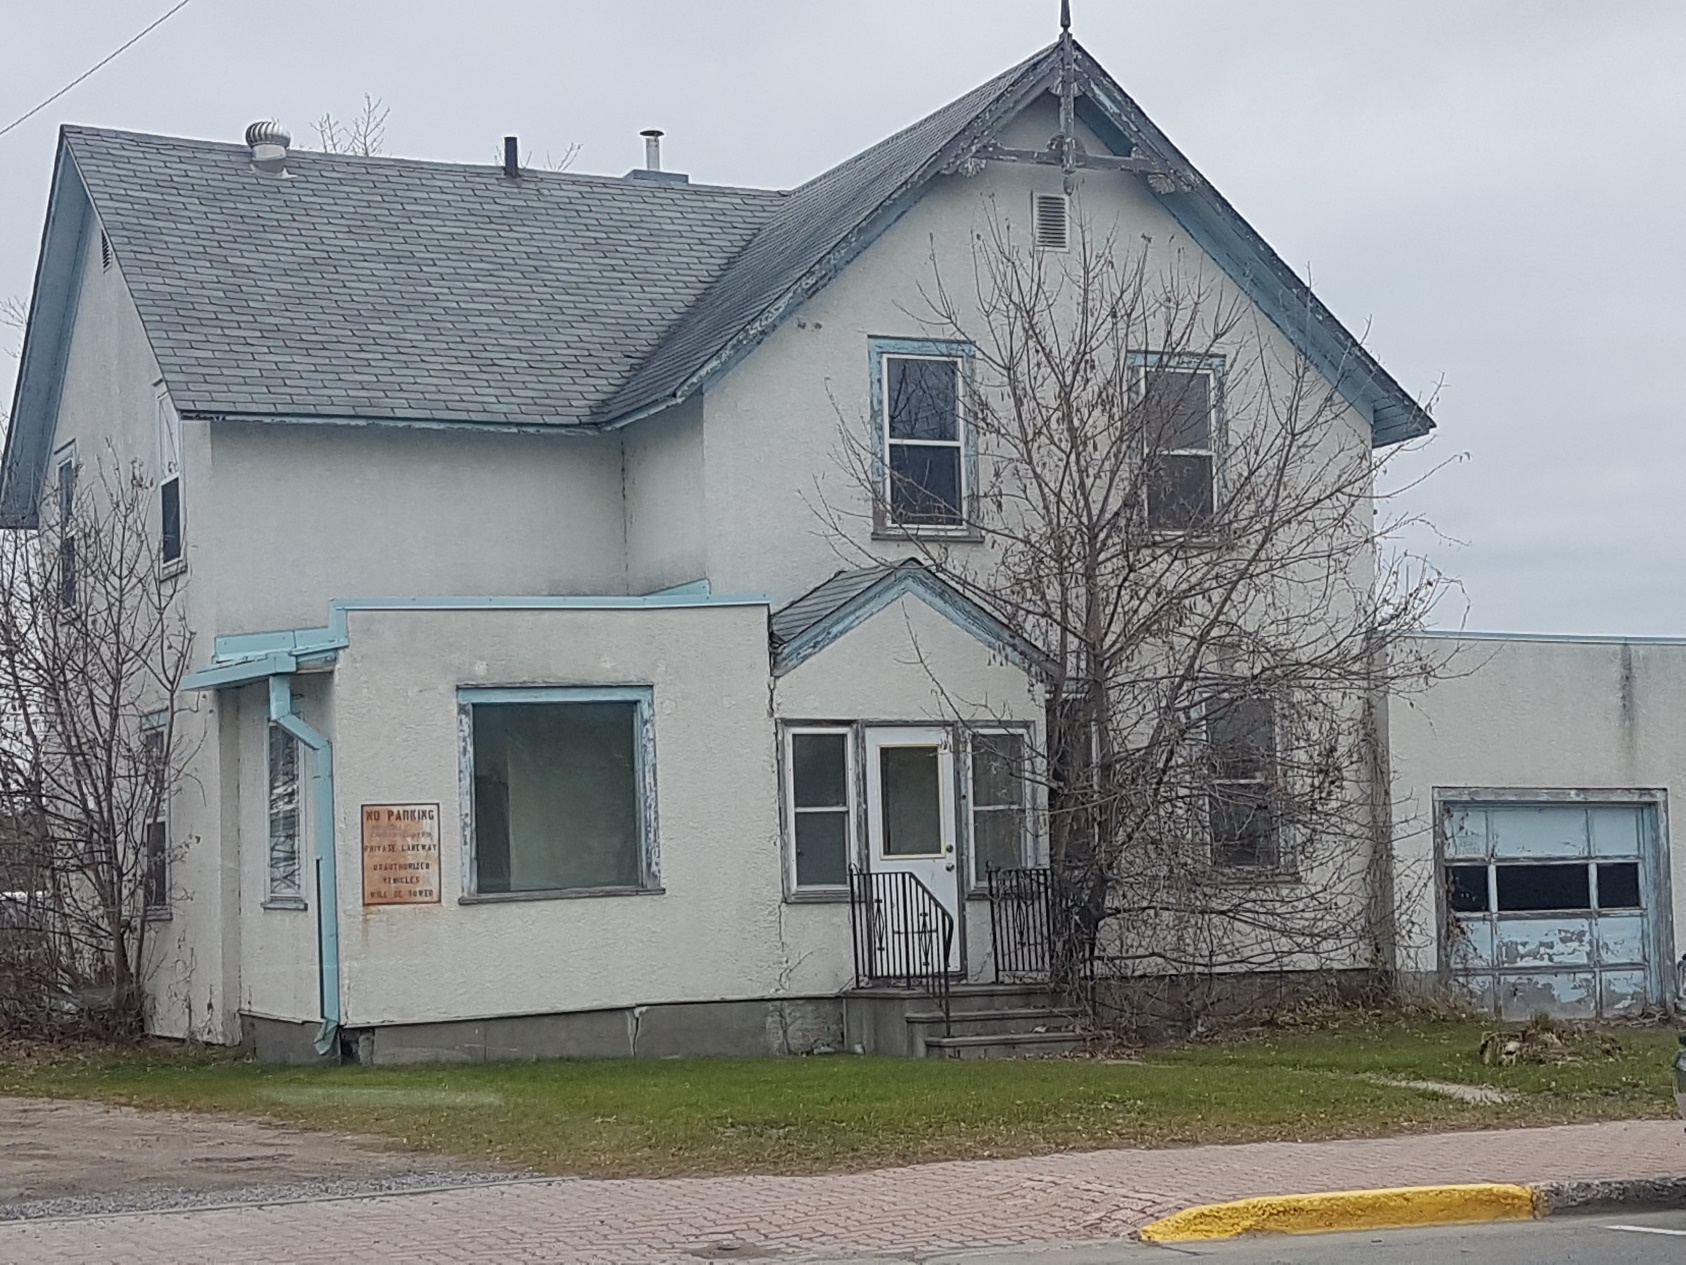 NO PARKING
PRIVATE LANEWAY
UNAUTHORIZED
VEHICLES
WILL BE TOWED